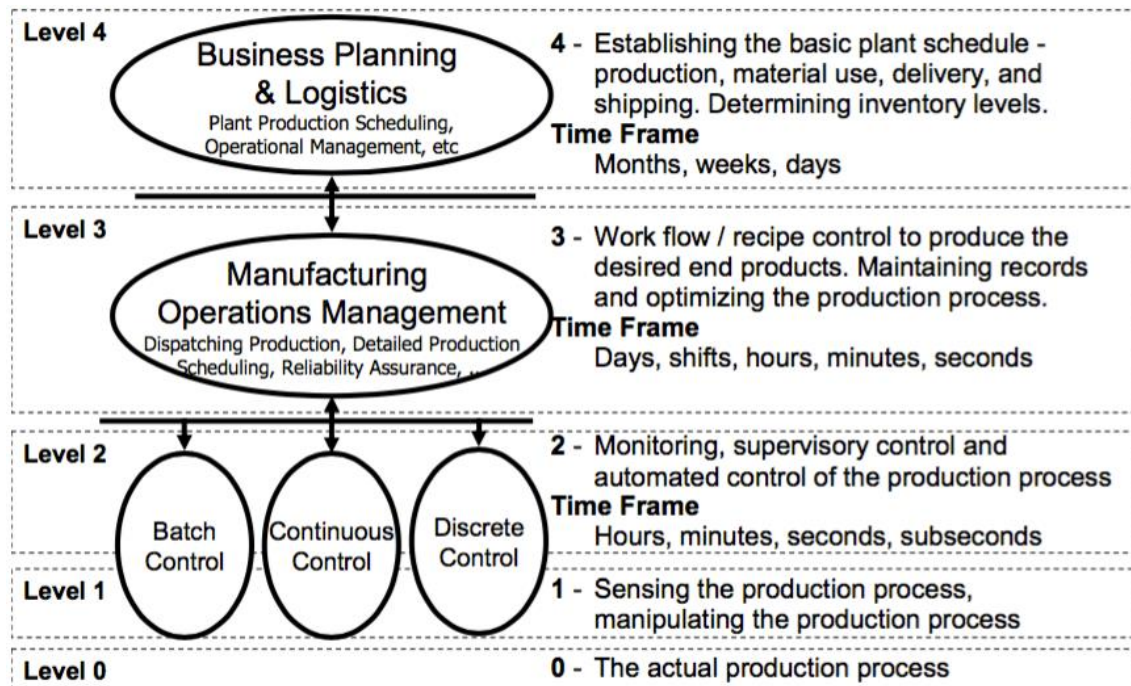 Level 4
Business Planning
& Logistics
Plant Production Scheduling,
Operational Management, etc
4 - Establishing the basic plant schedule -
production, material use, delivery, and
shipping. Determining inventory levels.
Time Frame
Months, weeks, days
Level 3
Manufacturing
Operations Management
Dispatching Production, Detailed Production
Scheduling, Reliability Assurance, ...
3 - Work flow / recipe control to produce the
desired end products. Maintaining records
and optimizing the production process.
Time Frame
Days, shifts, hours, minutes, seconds
Level 2
Batch
Control
Continuous
Control
Discrete
Control
2 - Monitoring, supervisory control and
automated control of the production process
Time Frame
Hours, minutes, seconds, subseconds
Level 1
1 - Sensing the production process,
manipulating the production process
Level 0
0 - The actual production process